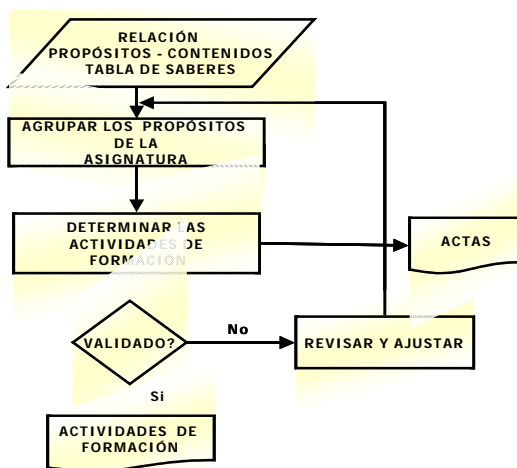 RELACIÓN
PROPÓSITOS - CONTENIDOS
TABLA DE SABERES
AGRUPAR LOS PROPÓSITOS
DE LA
ASIGNATURA
DETERMINAR LAS
ACTIVIDADES DE
FORMACIÓN
ACTAS
VALIDADO?
No
REVISAR Y AJUSTAR
Si
ACTIVIDADES DE
FORMACIÓN